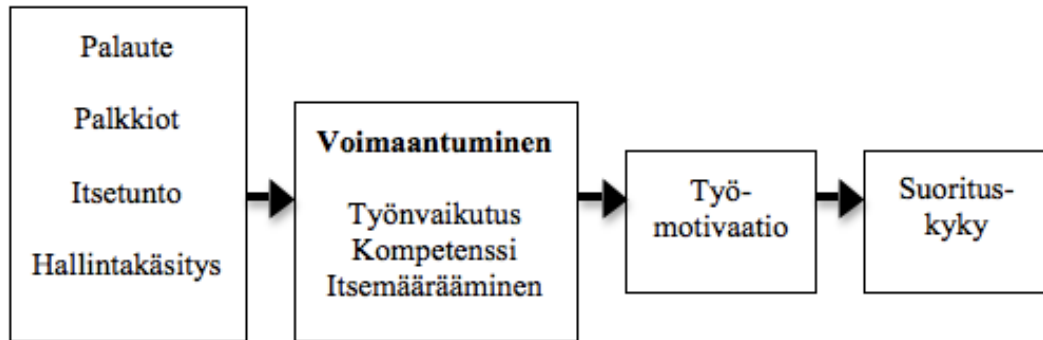 Palaute
Palkkiot
Itsetunto
Hallintakäsitys
Voimaantuminen
Työnvaikutus
Kompetenssi
Itsemäärääminen
Työ-
motivaatio
Suoritus-
kyky